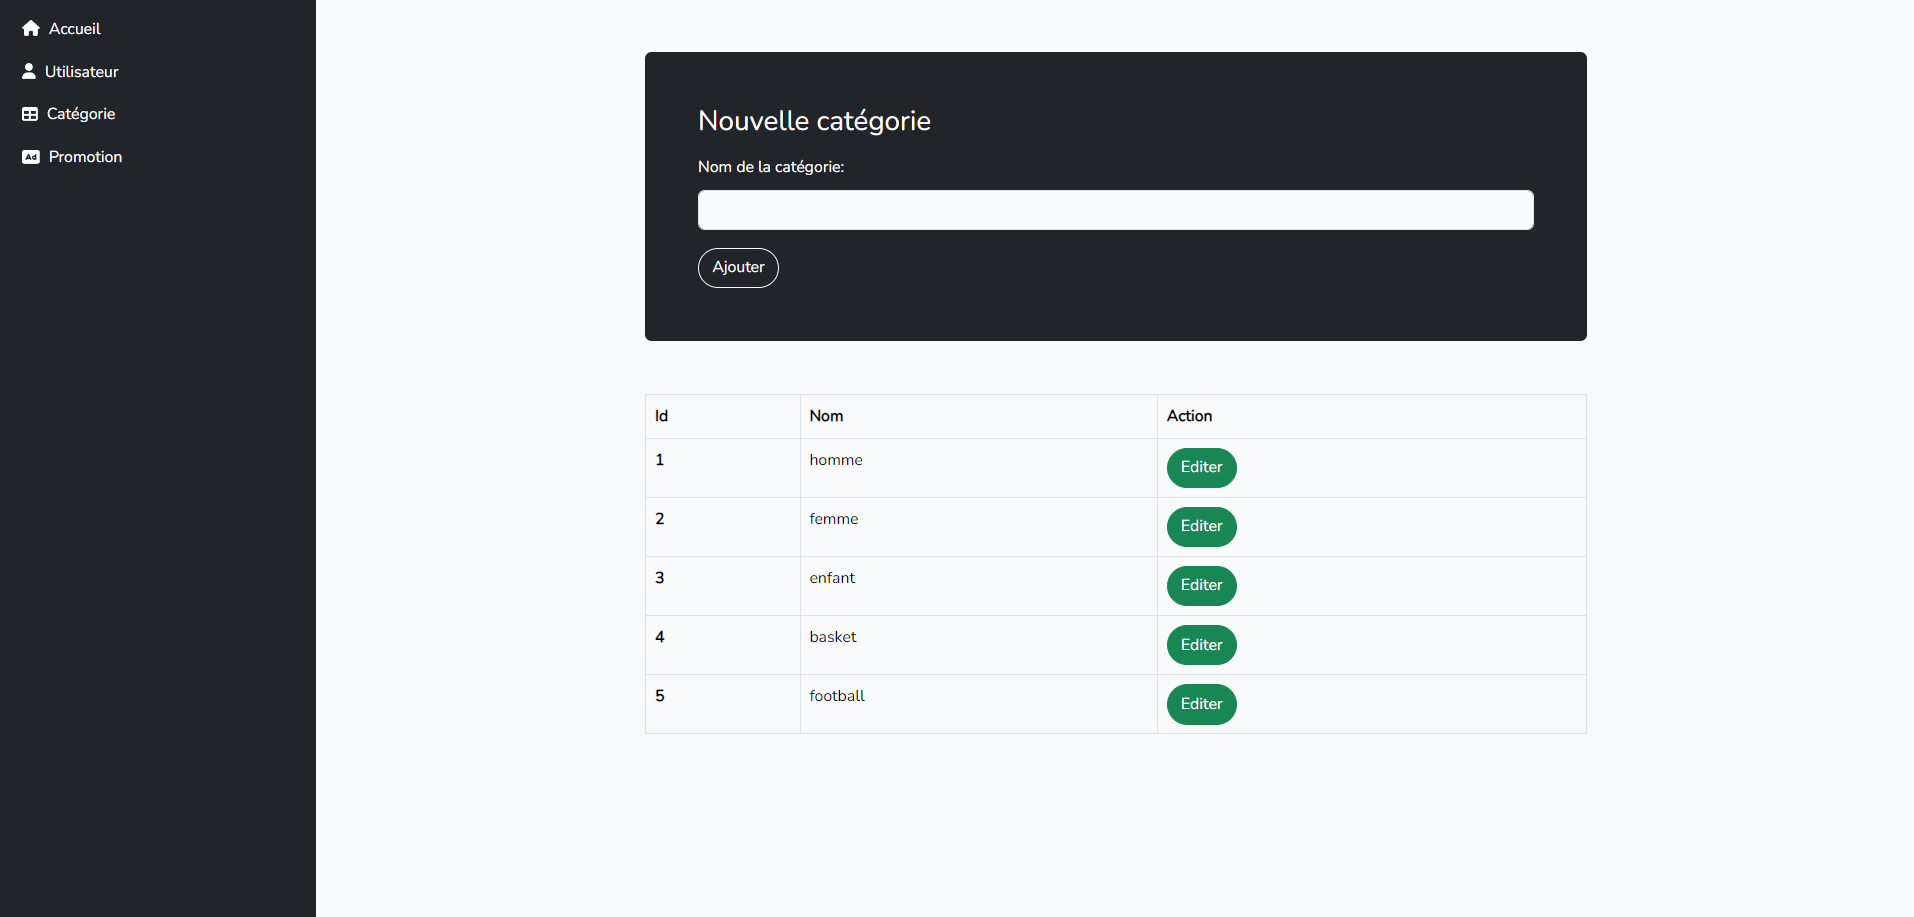 Accueil
Utilisateur
Catégorie
Ad Promotion
Nouvelle catégorie
Nom de la catégorie:
Ajouter
Id Nom Action
1 homme Editer
2 femme Editer
3 enfant Editer
4 basket Editer
5 football Editer